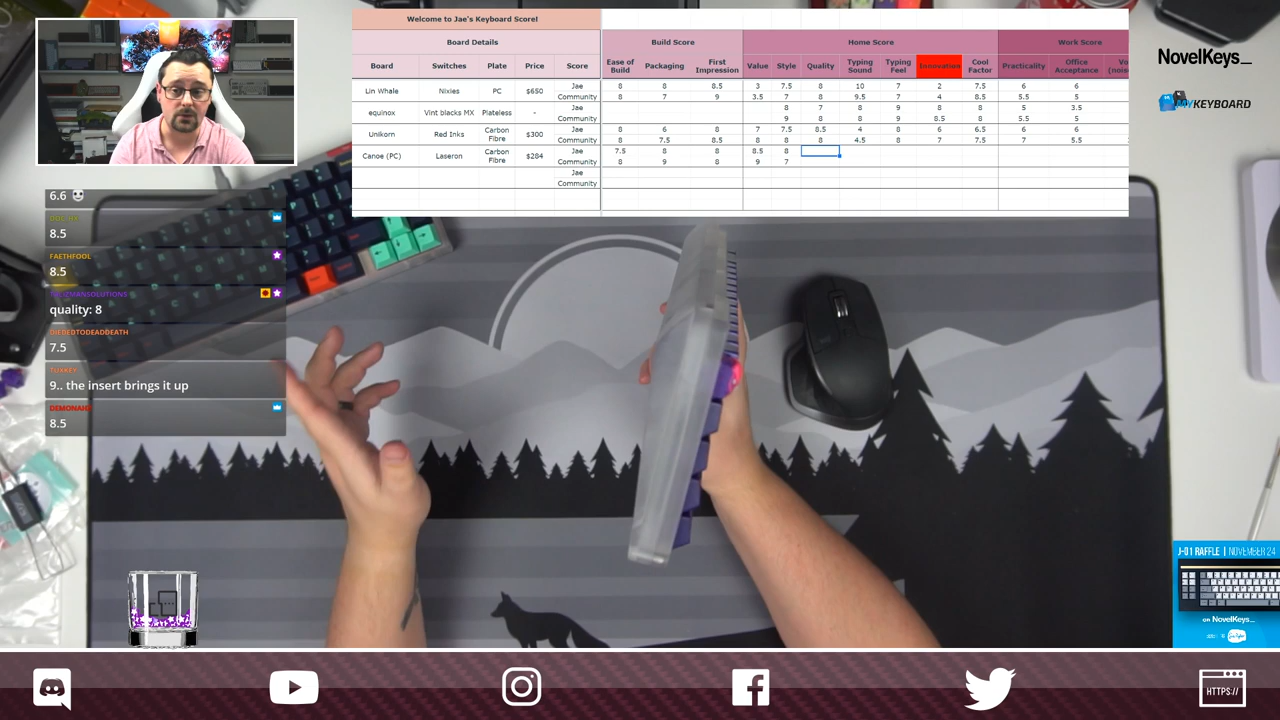 Welcome to Jae's Keyboard Score!
Board Details Build Score Home Score Work Score
Board Switches Plate Price Score Ease of Build Packaging First Impression Value Style Quality Typing Sound Typing Feel Innovation Cool Factor Practicality Office Acceptance
Lin Whale Nixies PC $650 Jae 8 8 8.5 3 7.5 8 10 7 2 7.5 6 6
Community 8 7 9 3.5 7 8 9.5 7 4 8.5 5.5 5
equinox Vint blacks MX Plateless - Jae 8 7 8 9 8 8 5 3.5
Community 9 8 8 9 8.5 8 5.5 5
Unikorn Red Inks Carbon Fibre $300 Jae 8 6 8 7 7.5 8.5 4 8 6 6.5 6 6
Community 8 7.5 8.5 8 8 8 4.5 8 7 7.5 7 5.5
Canoe (PC) Laseron Carbon Fibre $284 Jae 7.5 8 8 8.5 8
Community 8 9 8 9 7
Jae
Community
NovelKeys_
MYKEYBOARD
6.6
8.5
FAETHFOOL
8.5
quality: 8
DIEDEDTODEADDEATH
7.5
TUXKEY
9.. the insert brings it up
8.5
J-01 RAFFLE | NOVEMBER 24
ON NovelKeys_
HTTPS://